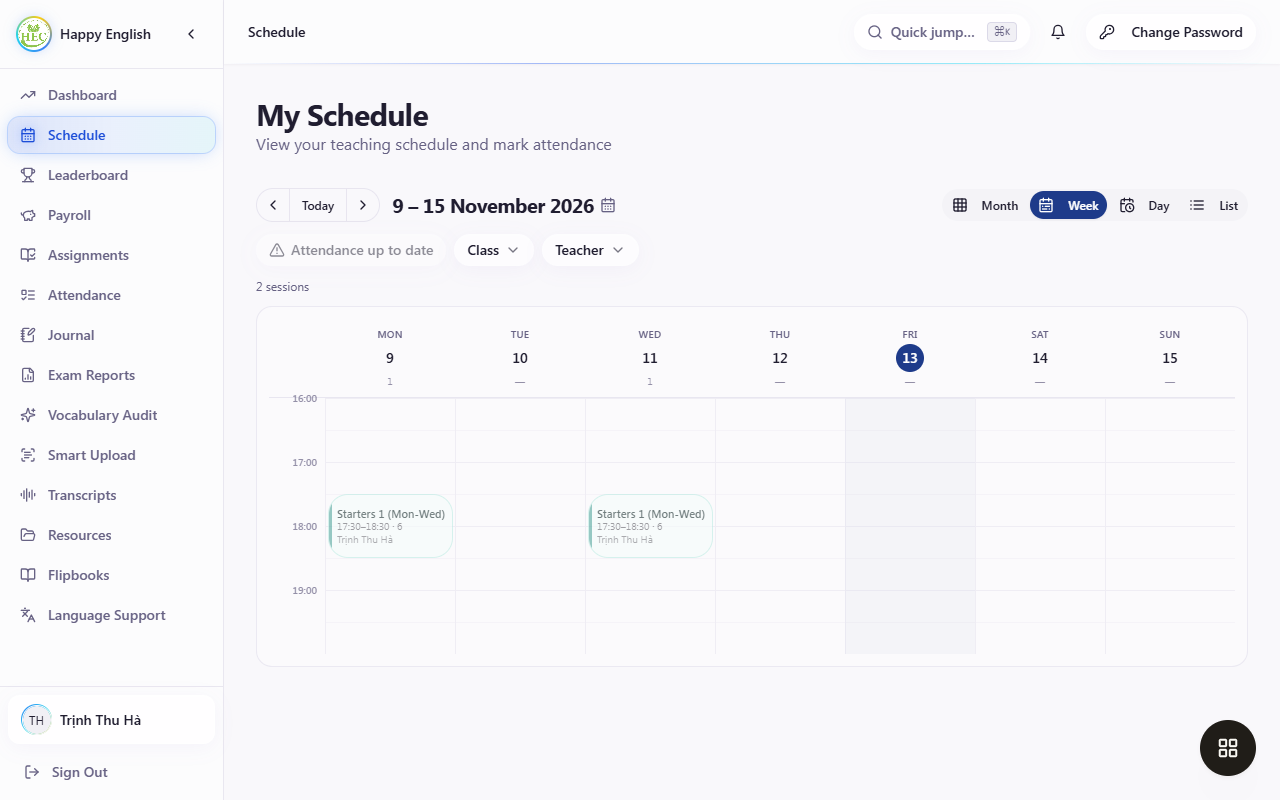 HEC
Happy English
Schedule
Quick jump...
⌘K
Change Password
Dashboard
Schedule
Leaderboard
Payroll
Assignments
Attendance
Journal
Exam Reports
Vocabulary Audit
Smart Upload
Transcripts
Resources
Flipbooks
Language Support
TH
Trịnh Thu Hà
Sign Out
My Schedule
View your teaching schedule and mark attendance
Today
9 – 15 November 2026
Month
Week
Day
List
Attendance up to date
Class
Teacher
2 sessions
MON
TUE
WED
THU
FRI
SAT
SUN
9
10
11
12
13
14
15
1
—
1
—
—
—
—
16:00
17:00
18:00
19:00
Starters 1 (Mon-Wed)
17:30–18:30 · 6
Trịnh Thu Hà
Starters 1 (Mon-Wed)
17:30–18:30 · 6
Trịnh Thu Hà